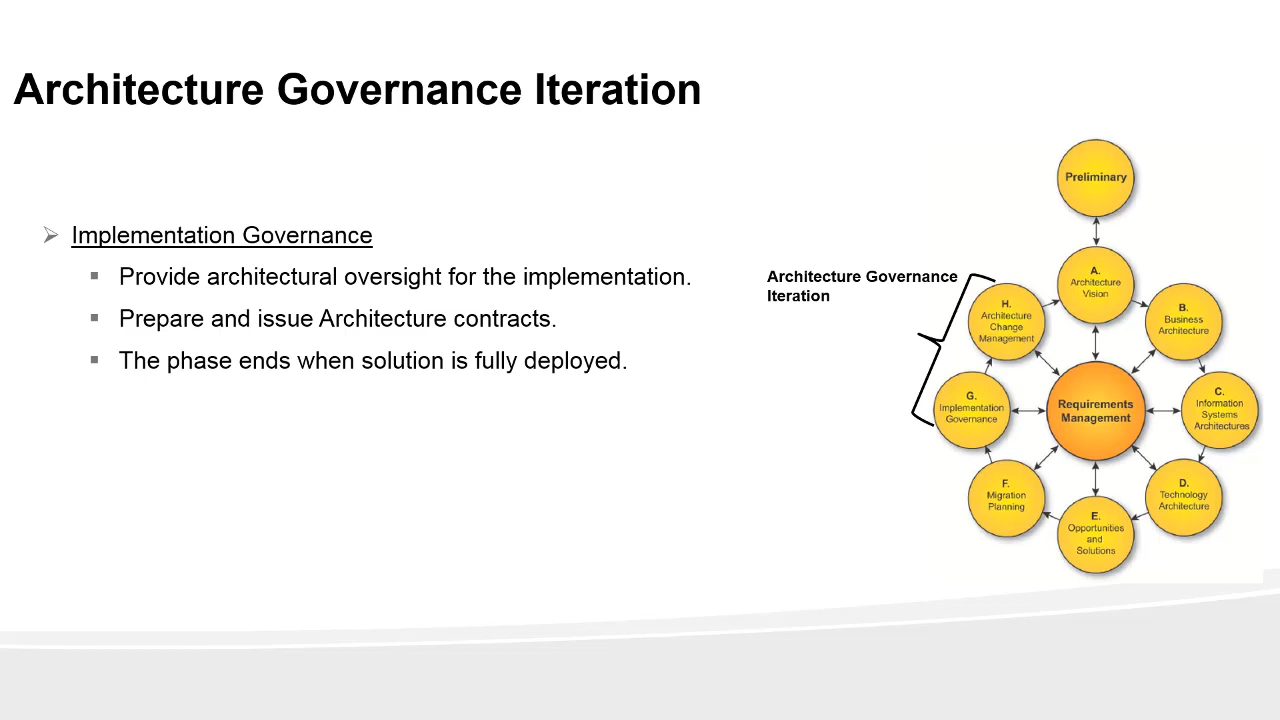 Architecture Governance Iteration
Implementation Governance
Provide architectural oversight for the implementation.
Prepare and issue Architecture contracts.
The phase ends when solution is fully deployed.
Architecture Governance
Iteration
Preliminary
A.
Architecture
Vision
B.
Business
Architecture
C.
Information
Systems
Architectures
D.
Technology
Architecture
E.
Opportunities
and
Solutions
F.
Migration
Planning
G.
Implementation
Governance
H.
Architecture
Change
Management
Requirements
Management